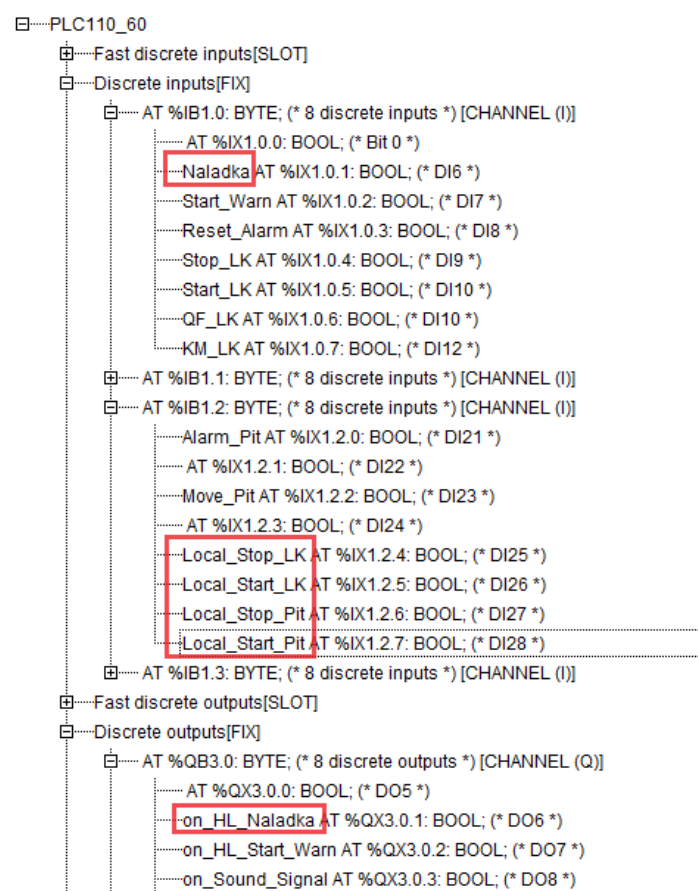 PLC110_60
Fast discrete inputs[SLOT]
Discrete inputs[FIX]
AT %IB1.0: BYTE; (* 8 discrete inputs *) [CHANNEL (I)]
AT %IX1.0.0: BOOL; (* Bit 0 *)
Naladka AT %IX1.0.1: BOOL; (* DI6 *)
Start_Warn AT %IX1.0.2: BOOL; (* DI7 *)
Reset_Alarm AT %IX1.0.3: BOOL; (* DI8 *)
Stop_LK AT %IX1.0.4: BOOL; (* DI9 *)
Start_LK AT %IX1.0.5: BOOL; (* DI10 *)
QF_LK AT %IX1.0.6: BOOL; (* DI10 *)
KM_LK AT %IX1.0.7: BOOL; (* DI12 *)
AT %IB1.1: BYTE; (* 8 discrete inputs *) [CHANNEL (I)]
AT %IB1.2: BYTE; (* 8 discrete inputs *) [CHANNEL (I)]
Alarm_Pit AT %IX1.2.0: BOOL; (* DI21 *)
AT %IX1.2.1: BOOL; (* DI22 *)
Move_Pit AT %IX1.2.2: BOOL; (* DI23 *)
AT %IX1.2.3: BOOL; (* DI24 *)
Local_Stop_LK AT %IX1.2.4: BOOL; (* DI25 *)
Local_Start_LK AT %IX1.2.5: BOOL; (* DI26 *)
Local_Stop_Pit AT %IX1.2.6: BOOL; (* DI27 *)
Local_Start_Pit AT %IX1.2.7: BOOL; (* DI28 *)
AT %IB1.3: BYTE; (* 8 discrete inputs *) [CHANNEL (I)]
Fast discrete outputs[SLOT]
Discrete outputs[FIX]
AT %QB3.0: BYTE; (* 8 discrete outputs *) [CHANNEL (Q)]
AT %QX3.0.0: BOOL; (* DO5 *)
on_HL_Naladka AT %QX3.0.1: BOOL; (* DO6 *)
on_HL_Start_Warn AT %QX3.0.2: BOOL; (* DO7 *)
on_Sound_Signal AT %QX3.0.3: BOOL; (* DO8 *)